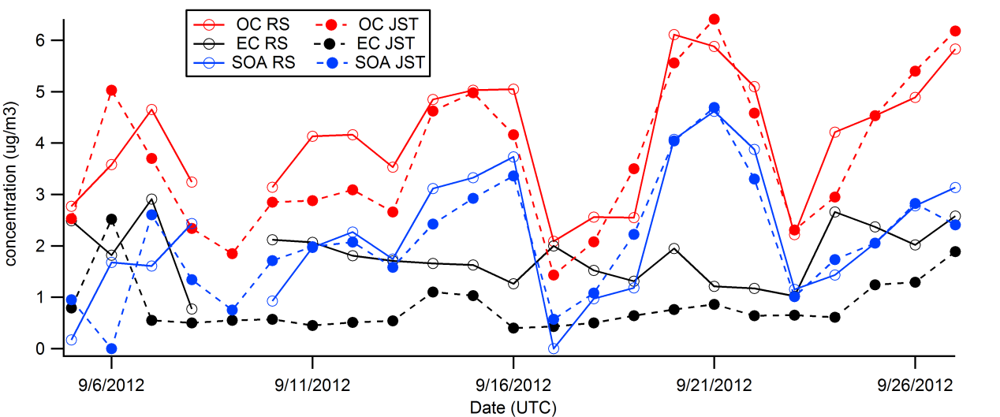 OC RS OC JST
EC RS EC JST
SOA RS SOA JST
concentration (ug/m3)
6
5
4
3
2
1
0
9/6/2012 9/11/2012 9/16/2012 9/21/2012 9/26/2012
Date (UTC)